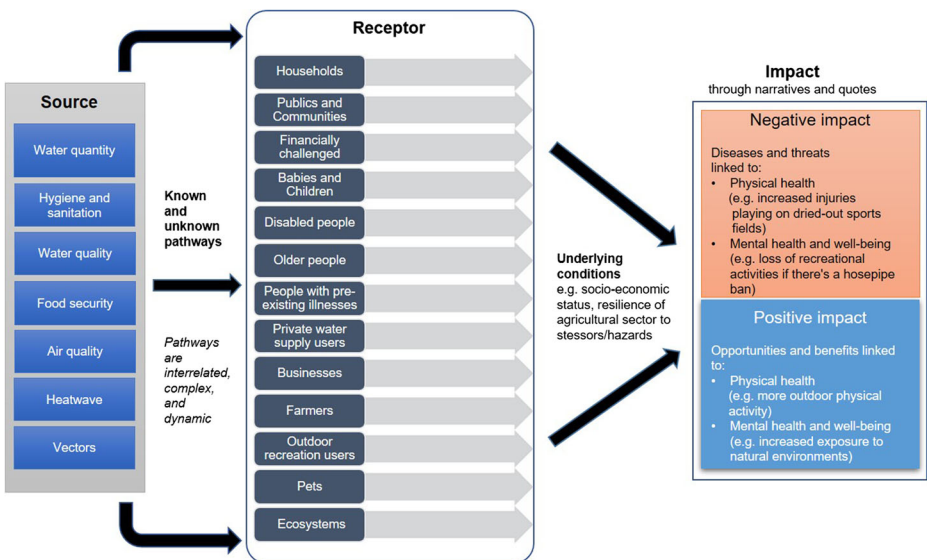 Source
Water quantity
Hygiene and
sanitation
Water quality
Food security
Air quality
Heatwave
Vectors
Known
and
unknown
pathways
Pathways
are
interrelated,
complex,
and
dynamic
Receptor
Households
Publics and
Communities
Financially
challenged
Babies and
Children
Disabled people
Older people
People with pre-
existing illnesses
Private water
supply users
Businesses
Farmers
Outdoor
recreation users
Pets
Ecosystems
Underlying
conditions
e.g. socio-economic
status, resilience of
agricultural sector to
stressors/hazards
Impact
through narratives and quotes
Negative impact
Diseases and threats
linked to:
• Physical health
(e.g. increased injuries
playing on dried-out sports
fields)
• Mental health and well-being
(e.g. loss of recreational
activities if there's a hosepipe
ban)
Positive impact
Opportunities and benefits linked
to:
• Physical health
(e.g. more outdoor physical
activity)
• Mental health and well-being
(e.g. increased exposure to
natural environments)